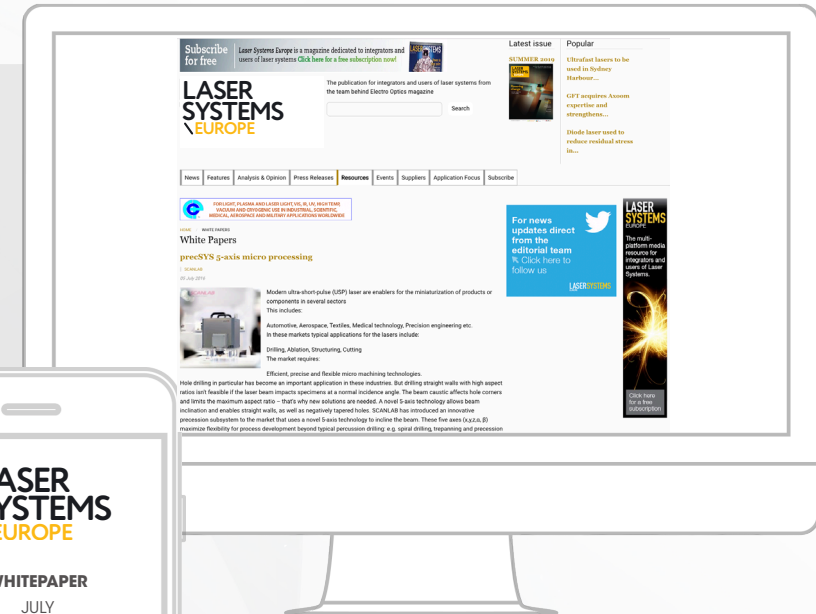 Subscribe
for free
Laser Systems Europe is a magazine dedicated to integrators and
users of laser systems Click here for a free subscription now!
LASER
SYSTEMS
EUROPE
The publication for integrators and users of laser systems from
the team behind Electro Optics magazine
Search
Latest issue
SUMMER 2019
Popular
Ultrafast lasers to be
used in Sydney
Harbour...
GFT acquires Axoom
expertise and
strengthens...
Diode laser used to
reduce residual stress
in...
News
Features
Analysis & Opinion
Press Releases
Resources
Events
Suppliers
Application Focus
Subscribe
FOR LIGHT, PLASMA AND LASER LIGHT, VIS, IR, UV, HIGH TEMS
VACUUM AND CRYOGENIC USE IN INDUSTRIAL, SCIENTIFIC,
MEDICAL, AEROSPACE AND MILITARY APPLICATIONS WORLDWIDE
HOME
WHITE PAPERS
White Papers
precSYS 5-axis micro processing
SCANLAB
SCANLAB
Modern ultra-short-pulse (USP) laser are enablers for the miniaturization of products or
components in several sectors
This includes:
Automotive, Aerospace, Textiles, Medical technology, Precision engineering etc.
In these markets typical applications for the lasers include:
Drilling, Ablation, Structuring, Cutting
The market requires:
Efficient, precise and flexible micro machining technologies.
Hole drilling in particular has become an important application in these industries. But drilling straight walls with high aspect
ratios isn't feasible if the laser beam impacts specimens at a normal incidence angle. The beam caustic affects hole corners
and limits the maximum aspect ratio – that's why new solutions are needed. A novel 5-axis technology allows beam
inclination and enables straight walls, as well as negatively tapered holes. SCANLAB has introduced an innovative
precession subsystem to the market that uses a novel 5-axis technology to incline the beam. These five axes (x,y,z,α, β)
maximize flexibility for process development beyond typical percussion drilling: e.g. spiral drilling, trepanning and precession
For news
updates direct
from the
editorial team
Click here to
follow us
LASERSYSTEMS
LASER
SYSTEMS
EUROPE
The multi-
platform media
resource for
integrators and
users of Laser
Systems.
Click here
for a free
subscription
ASER
YSTEMS
EUROPE
WHITEPAPER
JULY